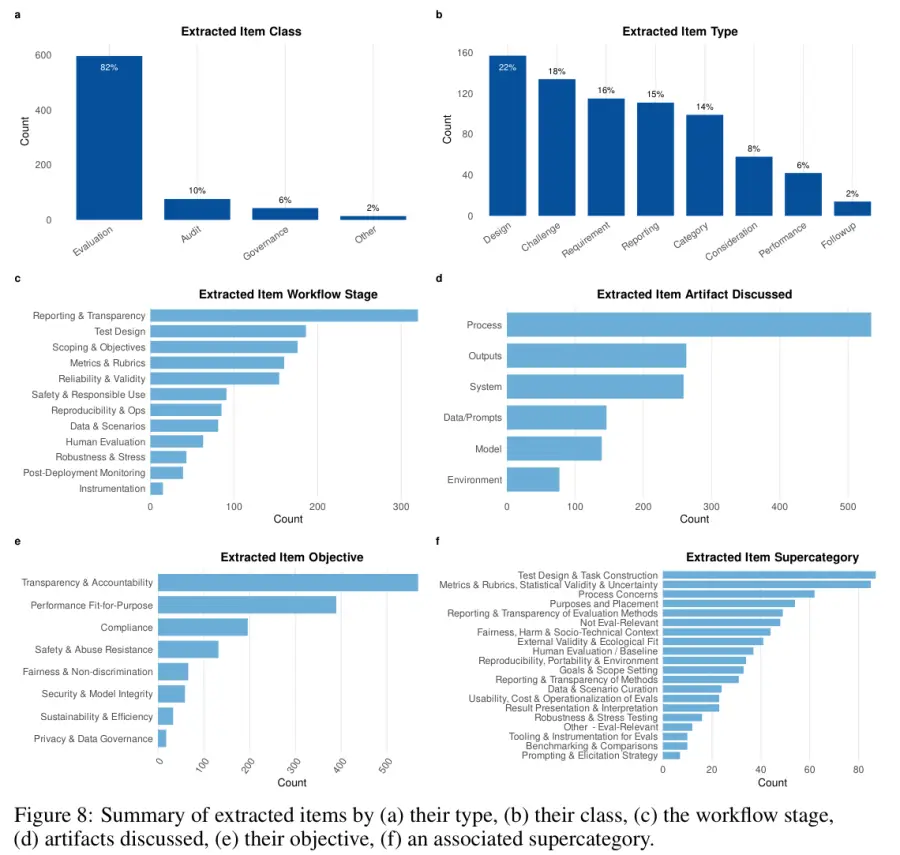 a
Extracted Item Class
600
400
200
0
Count
82%
10%
6%
2%
Evaluation
Audit
Governance
Other
b
Extracted Item Type
160
120
80
40
0
Count
22%
18%
16%
15%
14%
8%
6%
2%
Design
Challenge
Requirement
Reporting
Category
Consideration
Performance
Followup
c
Extracted Item Workflow Stage
Reporting & Transparency
Test Design
Scoping & Objectives
Metrics & Rubrics
Reliability & Validity
Safety & Responsible Use
Reproducibility & Ops
Data & Scenarios
Human Evaluation
Robustness & Stress
Post-Deployment Monitoring
Instrumentation
0 100 200 300
Count
d
Extracted Item Artifact Discussed
Process
Outputs
System
Data/Prompts
Model
Environment
0 100 200 300 400 500
Count
e
Extracted Item Objective
Transparency & Accountability
Performance Fit-for-Purpose
Compliance
Safety & Abuse Resistance
Fairness & Non-discrimination
Security & Model Integrity
Sustainability & Efficiency
Privacy & Data Governance
0 100 200 300 400 500
Count
f
Extracted Item Supercategory
Test Design & Task Construction
Metrics & Rubrics, Statistical Validity & Uncertainty
Process Concerns
Purposes and Placement
Reporting & Transparency of Evaluation Methods
Not Eval-Relevant
Fairness, Harm & Socio-Technical Context
External Validity & Ecological Fit
Human Evaluation / Baseline
Reproducibility, Portability & Environment
Goals & Scope Setting
Reporting & Transparency of Methods
Data & Scenario Curation
Usability, Cost & Operationalization of Evals
Result Presentation & Interpretation
Robustness & Stress Testing
Other - Eval-Relevant
Tooling & Instrumentation for Evals
Benchmarking & Comparisons
Prompting & Elicitation Strategy
0 20 40 60 80
Count
Figure 8: Summary of extracted items by (a) their type, (b) their class, (c) the workflow stage,
(d) artifacts discussed, (e) their objective, (f) an associated supercategory.